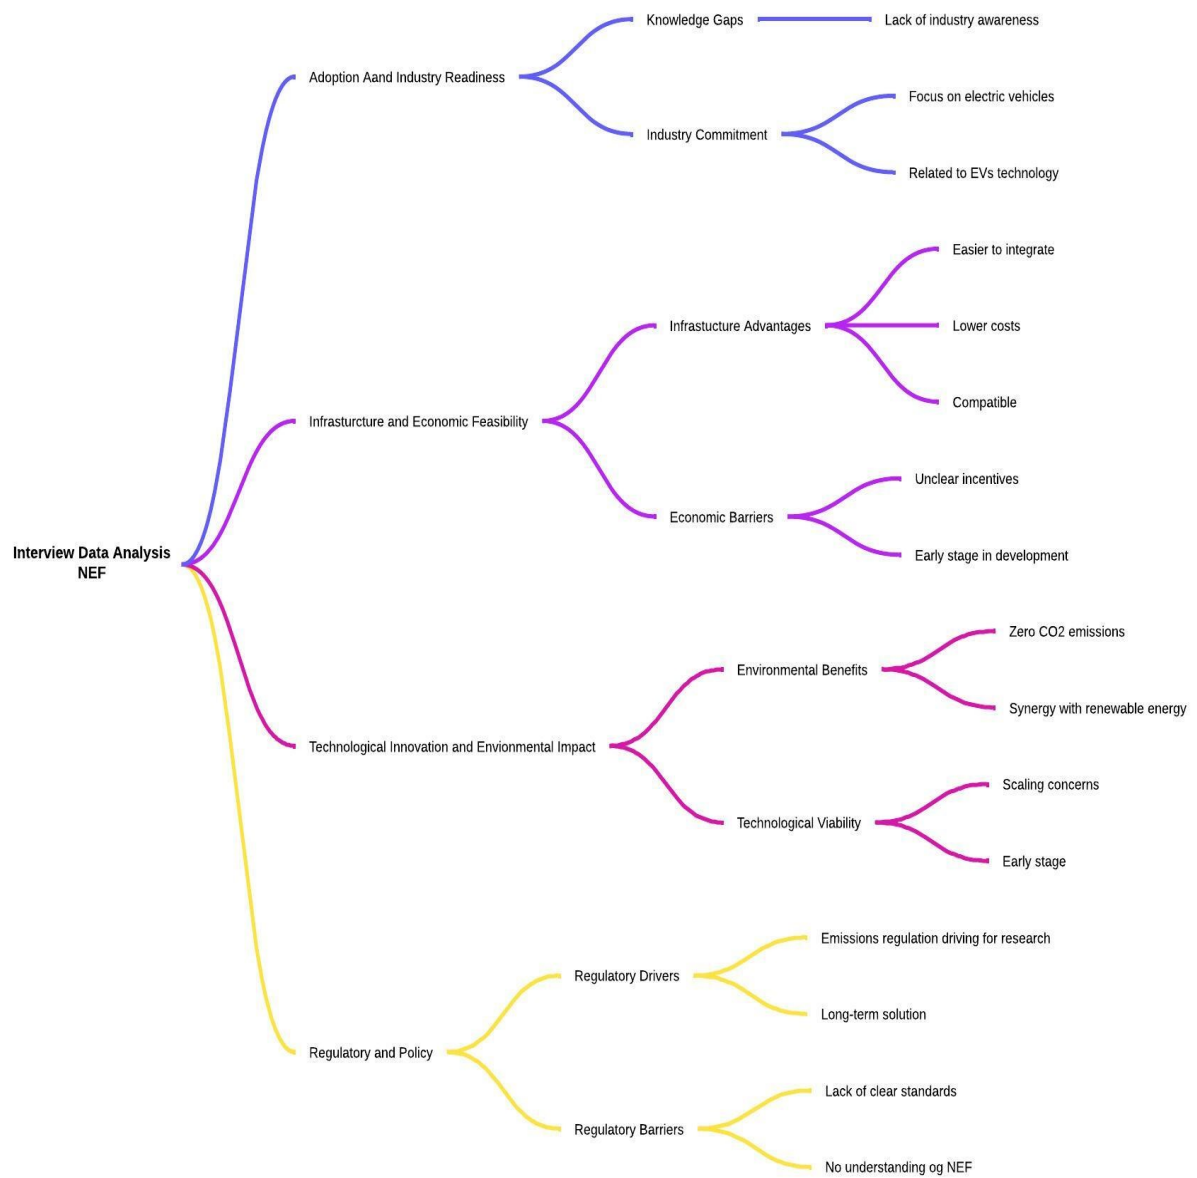 Knowledge Gaps
Lack of industry awareness
Adoption Aand Industry Readiness
Focus on electric vehicles
Industry Commitment
Related to EVs technology
Easier to integrate
Infrastucture Advantages
Lower costs
Compatible
Infrasturcture and Economic Feasibility
Unclear incentives
Economic Barriers
Early stage in development
Interview Data Analysis
NEF
Zero CO2 emissions
Environmental Benefits
Synergy with renewable energy
Technological Innovation and Envionmental Impact
Scaling concerns
Technological Viability
Early stage
Emissions regulation driving for research
Regulatory Drivers
Long-term solution
Regulatory and Policy
Lack of clear standards
Regulatory Barriers
No understanding og NEF